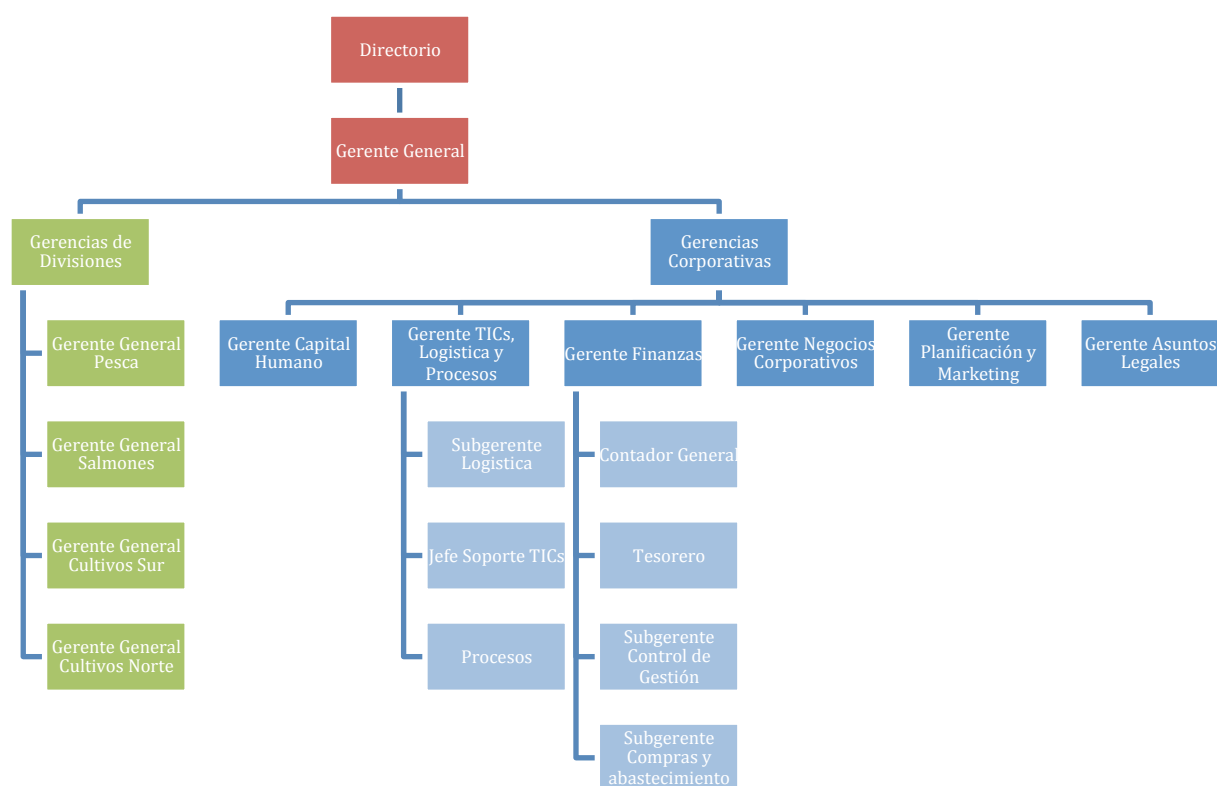 Directorio
Gerente General
Gerencias de
Divisiones
Gerencias
Corporativas
Gerente General
Pesca
Gerente Capital
Humano
Gerente TICs,
Logistica y
Procesos
Gerente Finanzas
Gerente Negocios
Corporativos
Gerente
Planificación y
Marketing
Gerente Asuntos
Legales
Gerente General
Salmones
Subgerente
Logistica
Contador General
Gerente General
Cultivos Sur
Jefe Soporte TICs
Tesorero
Gerente General
Cultivos Norte
Procesos
Subgerente
Control de
Gestión
Subgerente
Compras y
abastecimiento